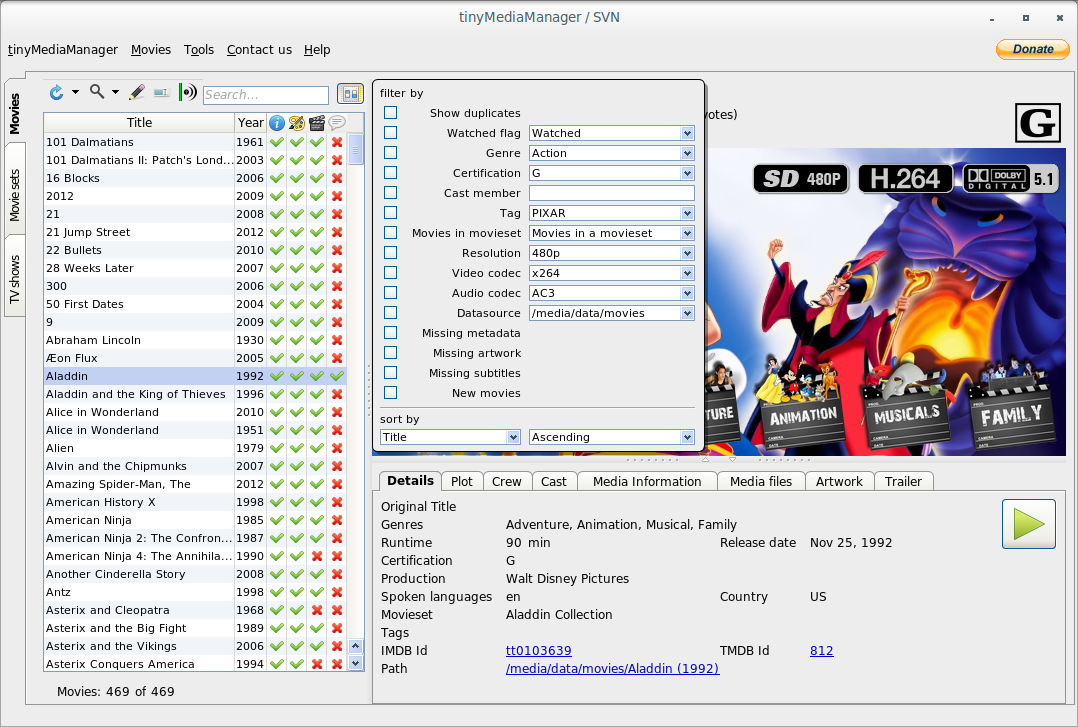 tinyMediaManager / SVN
tinyMediaManager Movies Tools Contact us Help
Donate
Movies
Movie sets
TV shows
Search...
Title Year
101 Dalmatians 1961
101 Dalmatians II: Patch's Lond... 2003
16 Blocks 2006
2012 2009
21 2008
21 Jump Street 2012
22 Bullets 2010
28 Weeks Later 2007
300 2006
50 First Dates 2004
9 2009
Abraham Lincoln 1930
Æon Flux 2005
Aladdin 1992
Aladdin and the King of Thieves 1996
Alice in Wonderland 2010
Alice in Wonderland 1951
Alien 1979
Alvin and the Chipmunks 2007
Amazing Spider-Man, The 2012
American History X 1998
American Ninja 1985
American Ninja 2: The Confron... 1987
American Ninja 4: The Annihila... 1990
Another Cinderella Story 2008
Antz 1998
Asterix and Cleopatra 1968
Asterix and the Big Fight 1989
Asterix and the Vikings 2006
Asterix Conquers America 1994
Movies: 469 of 469
filter by
Show duplicates
Watched flag Watched
Genre Action
Certification G
Cast member
Tag PIXAR
Movies in movieset Movies in a movieset
Resolution 480p
Video codec x264
Audio codec AC3
Datasource /media/data/movies
Missing metadata
Missing artwork
Missing subtitles
New movies
sort by
Title Ascending
votes)
G
SD 480P H.264 DOLBY DIGITAL 5.1
TURE ANIMATION MUSICALS FAMILY
Details Plot Crew Cast Media Information Media files Artwork Trailer
Original Title
Genres Adventure, Animation, Musical, Family
Runtime 90 min Release date Nov 25, 1992
Certification G
Production Walt Disney Pictures
Spoken languages en Country US
Movieset Aladdin Collection
Tags
IMDB Id tt0103639 TMDB Id 812
Path /media/data/movies/Aladdin (1992)